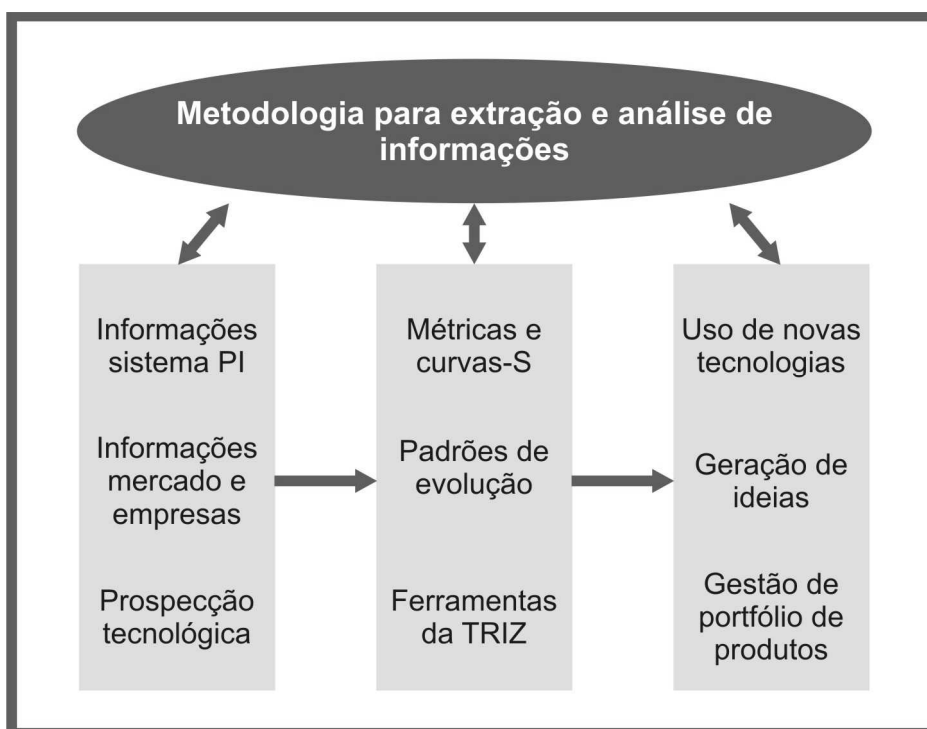 Metodologia para extração e análise de
informações
Informações
sistema PI
Informações
mercado e
empresas
Prospecção
tecnológica
Métricas e
curvas-S
Padrões de
evolução
Ferramentas
da TRIZ
Uso de novas
tecnologias
Geração de
ideias
Gestão de
portfólio de
produtos